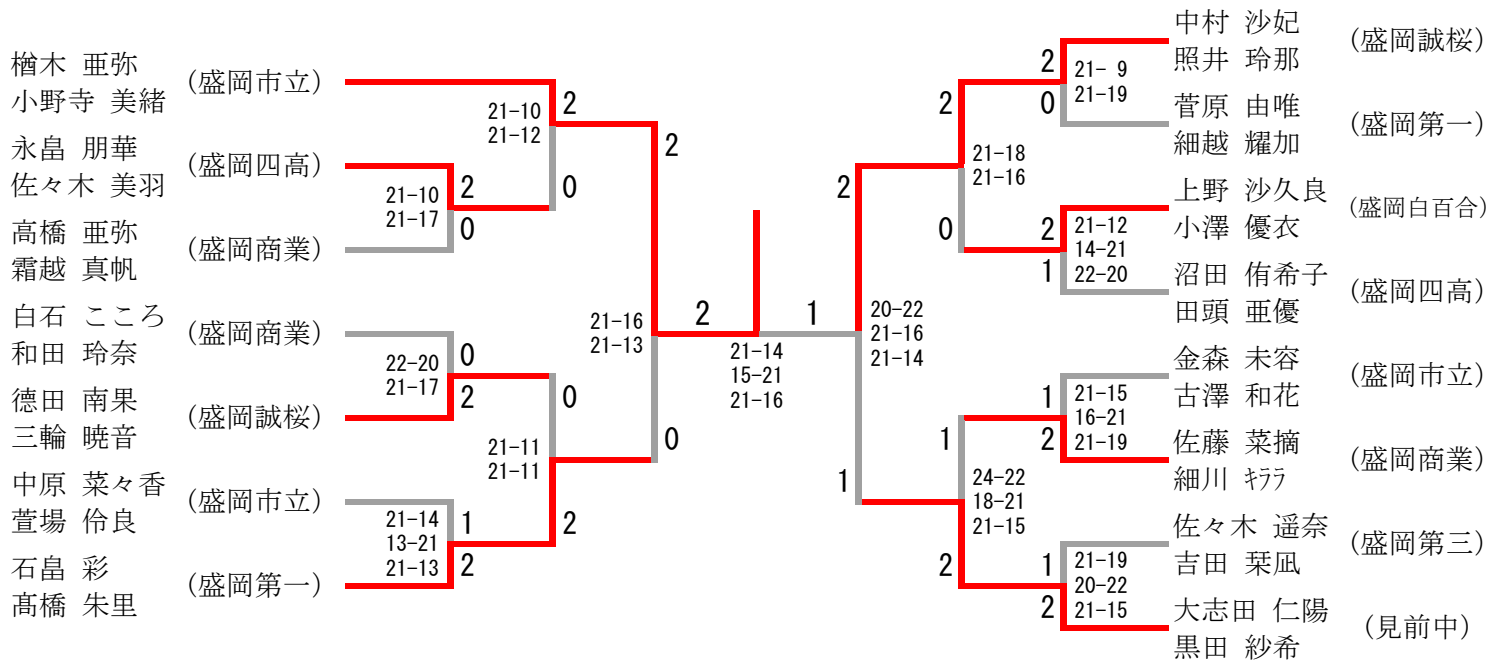 楢木 亜弥
小野寺 美緒
(盛岡市立)
永畠 朋華
佐々木 美羽
(盛岡四高)
高橋 亜弥
霜越 真帆
(盛岡商業)
白石 こころ
和田 玲奈
(盛岡商業)
德田 南果
三輪 暁音
(盛岡誠桜)
中原 菜々香
萱場 伶良
(盛岡市立)
石畠 彩
髙橋 朱里
(盛岡第一)
21-10
21-12
2
0
21-10
21-17
2
0
22-20
21-17
0
2
21-14
13-21
21-13
1
2
21-11
21-11
0
2
21-16
21-13
2
0
2
1
21-14
15-21
21-16
20-22
21-16
21-14
2
1
21-18
21-16
2
0
24-22
18-21
21-15
1
2
21- 9
21-19
2
0
21-12
14-21
22-20
2
1
21-15
16-21
21-19
1
2
21-19
20-22
21-15
1
2
中村 沙妃
照井 玲那
(盛岡誠桜)
菅原 由唯
細越 耀加
(盛岡第一)
上野 沙久良
小澤 優衣
(盛岡白百合)
沼田 侑希子
田頭 亜優
(盛岡四高)
金森 未容
古澤 和花
(盛岡市立)
佐藤 菜摘
細川 ｷﾗﾗ
(盛岡商業)
佐々木 遥奈
吉田 栞凪
(盛岡第三)
大志田 仁陽
黒田 紗希
(見前中)